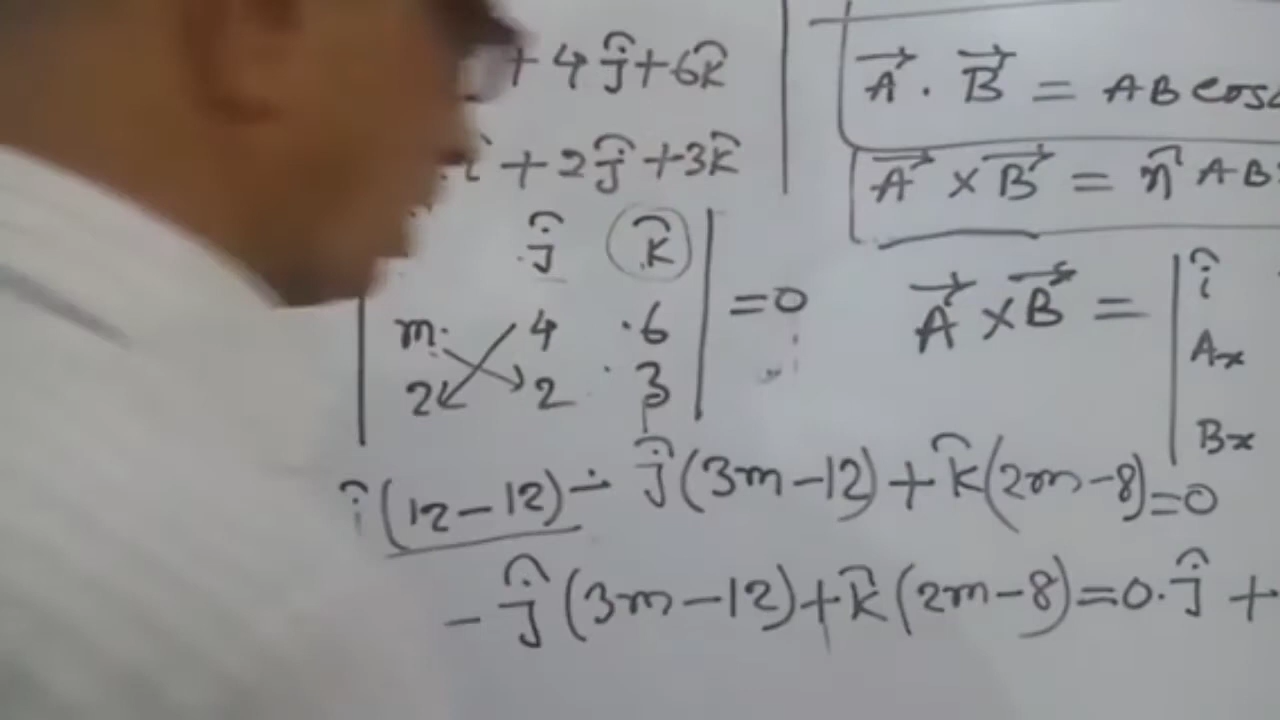 + 4ĵ + 6k̂
î + 2ĵ + 3k̂
ĵ k̂
m 4 6
2 2 3
= 0
î(12-12) - ĵ(3m-12) + k̂(2m-8) = 0
-ĵ(3m-12) + k̂(2m-8) = 0.ĵ +
A⃗ . B⃗ = AB cos
A⃗ × B⃗ = n̂ AB
A⃗ × B⃗ = | î
Ax
Bx